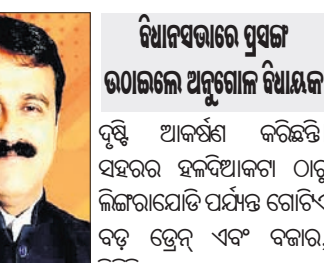 ବିଧାନସଭାରେ ପ୍ରସଙ୍ଗ
ଉଠାଇଲେ ଅନୁଗୋଳ ବିଧାୟକ
ଦୃଷ୍ଟି ଆକର୍ଷଣ କରିଛନ୍ତି
ସହରର ହଳଦିଆକଟା ଠାରୁ
ଲିଙ୍ଗରାଯୋଡି ପର୍ଯ୍ୟନ୍ତ ଗୋଟିଏ
ବଡ଼ ଡ୍ରେନ୍ ଏବଂ ବଜାର,